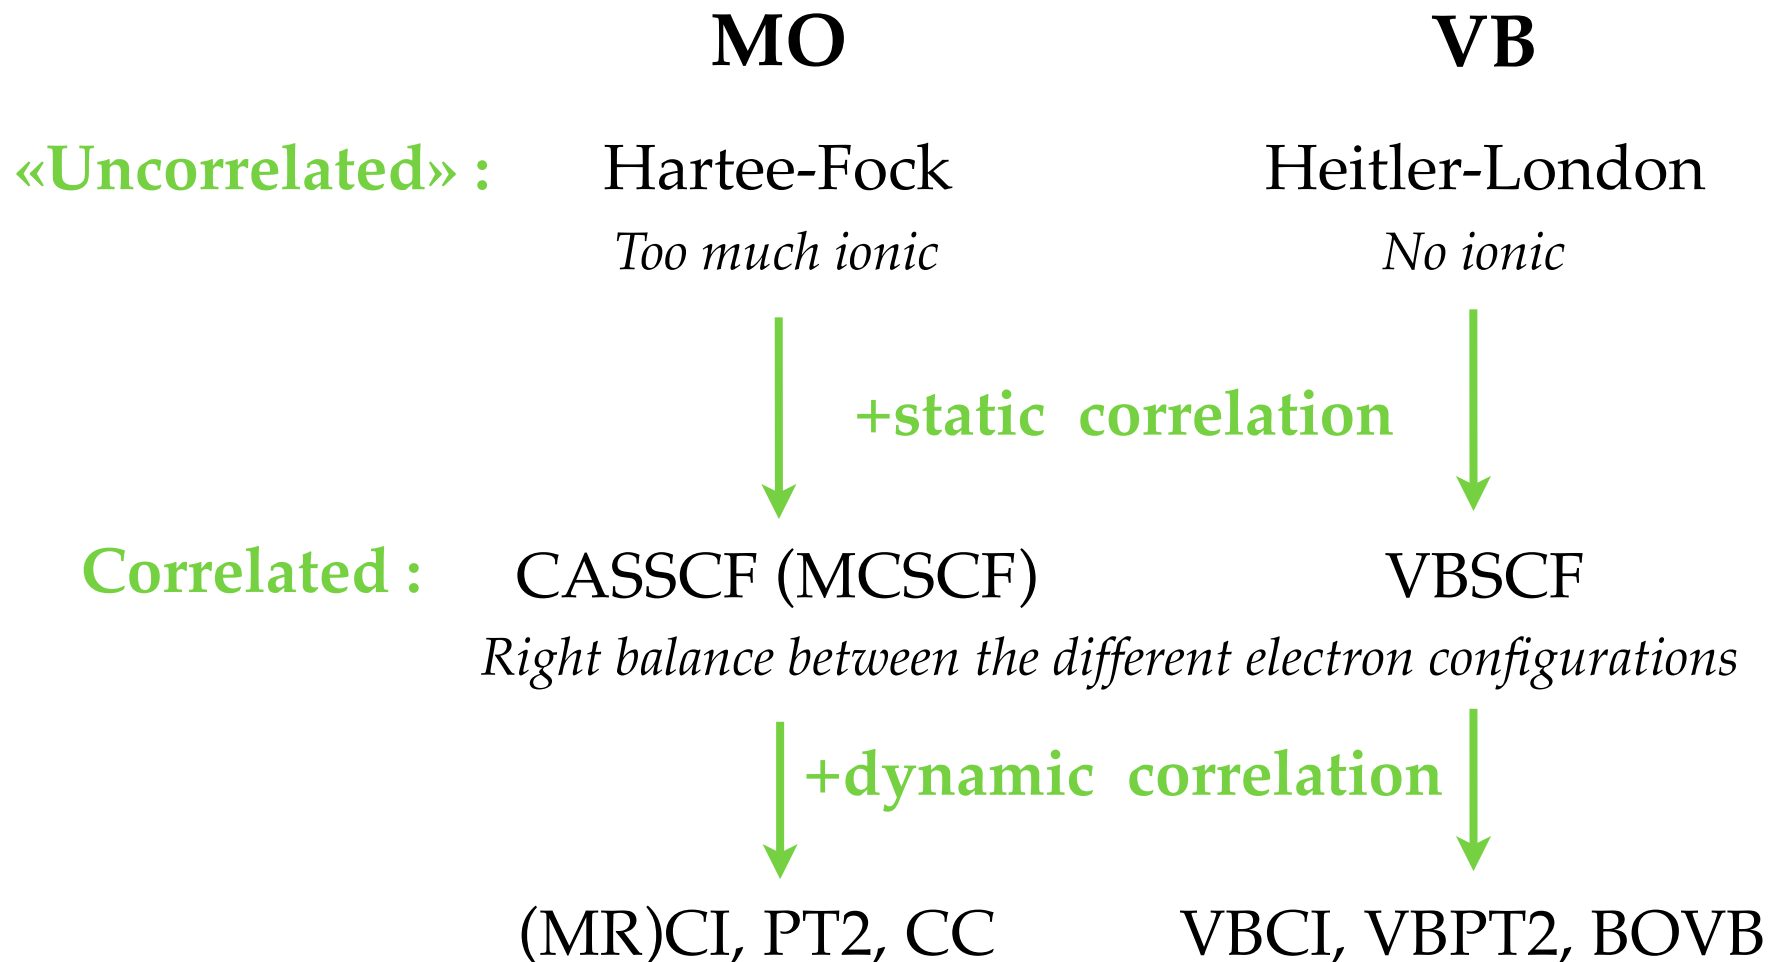 MO VB
«Uncorrelated» : Hartee-Fock Heitler-London
Too much ionic No ionic
+static correlation
Correlated : CASSCF (MCSCF) VBSCF
Right balance between the different electron configurations
+dynamic correlation
(MR)CI, PT2, CC VBCI, VBPT2, BOVB